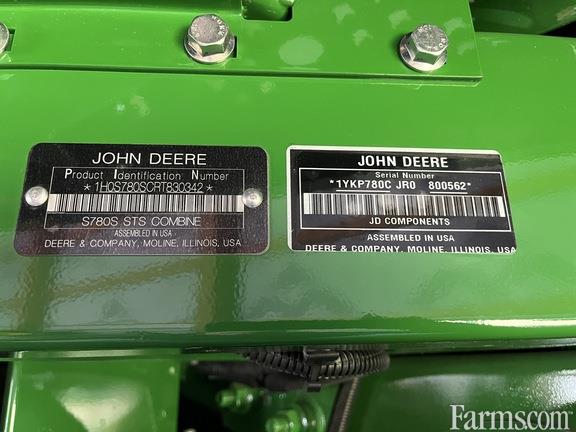 JOHN DEERE
Product Identification Number
*1H0S780SCRT830342*
S780S STS COMBINE
ASSEMBLED IN USA
DEERE & COMPANY, MOLINE, ILLINOIS, USA
JOHN DEERE
Serial Number
*1YKP780C JR0 800562*
JD COMPONENTS
ASSEMBLED IN USA
DEERE & COMPANY, MOLINE, ILLINOIS, USA
Farms.com